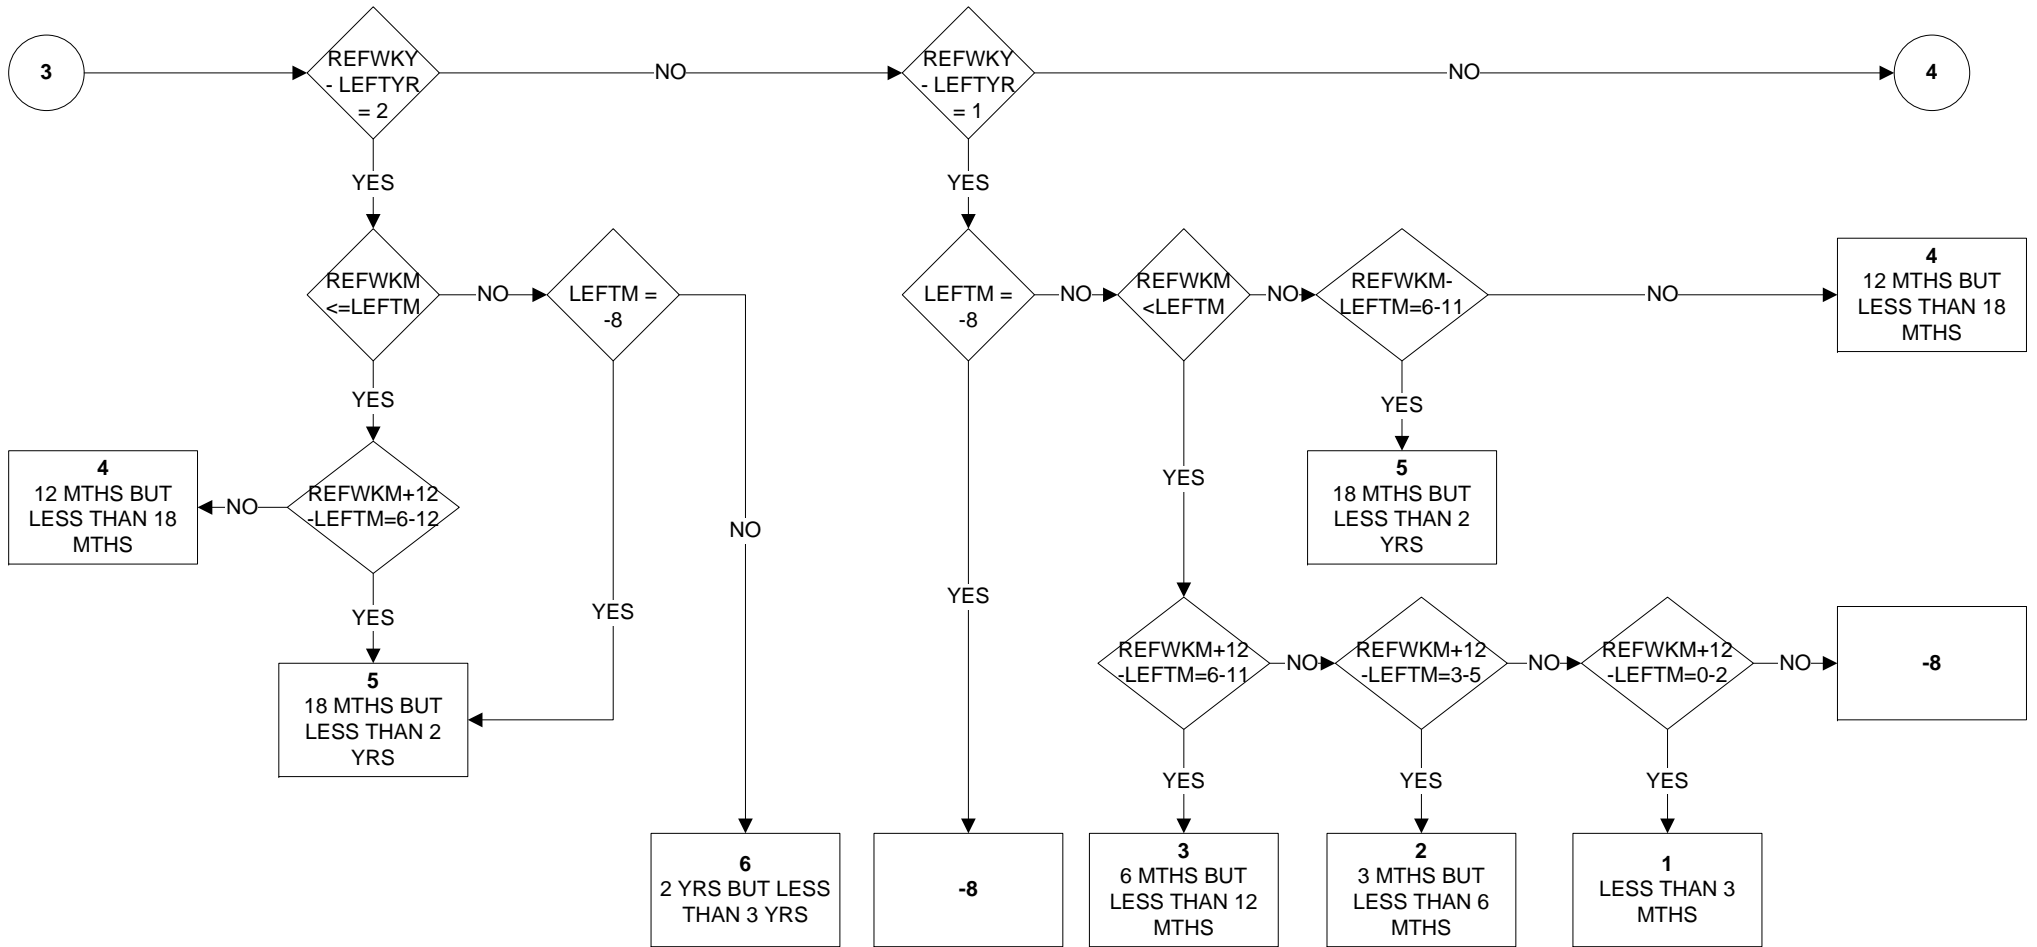 3
REFWKY
- LEFTYR
= 2
NO
REFWKY
- LEFTYR
= 1
NO
4
YES
YES
REFWKM
<=LEFTM
NO
LEFTM =
-8
LEFTM =
-8
NO
REFWKM
<LEFTM
NO
REFWKM-
LEFTM=6-11
NO
4
12 MTHS BUT
LESS THAN 18
MTHS
YES
YES
4
12 MTHS BUT
LESS THAN 18
MTHS
NO
REFWKM+12
-LEFTM=6-12
NO
YES
5
18 MTHS BUT
LESS THAN 2
YRS
YES
YES
YES
5
18 MTHS BUT
LESS THAN 2
YRS
REFWKM+12
-LEFTM=6-11
NO
REFWKM+12
-LEFTM=3-5
NO
REFWKM+12
-LEFTM=0-2
NO
-8
YES
YES
YES
6
2 YRS BUT LESS
THAN 3 YRS
-8
3
6 MTHS BUT
LESS THAN 12
MTHS
2
3 MTHS BUT
LESS THAN 6
MTHS
1
LESS THAN 3
MTHS